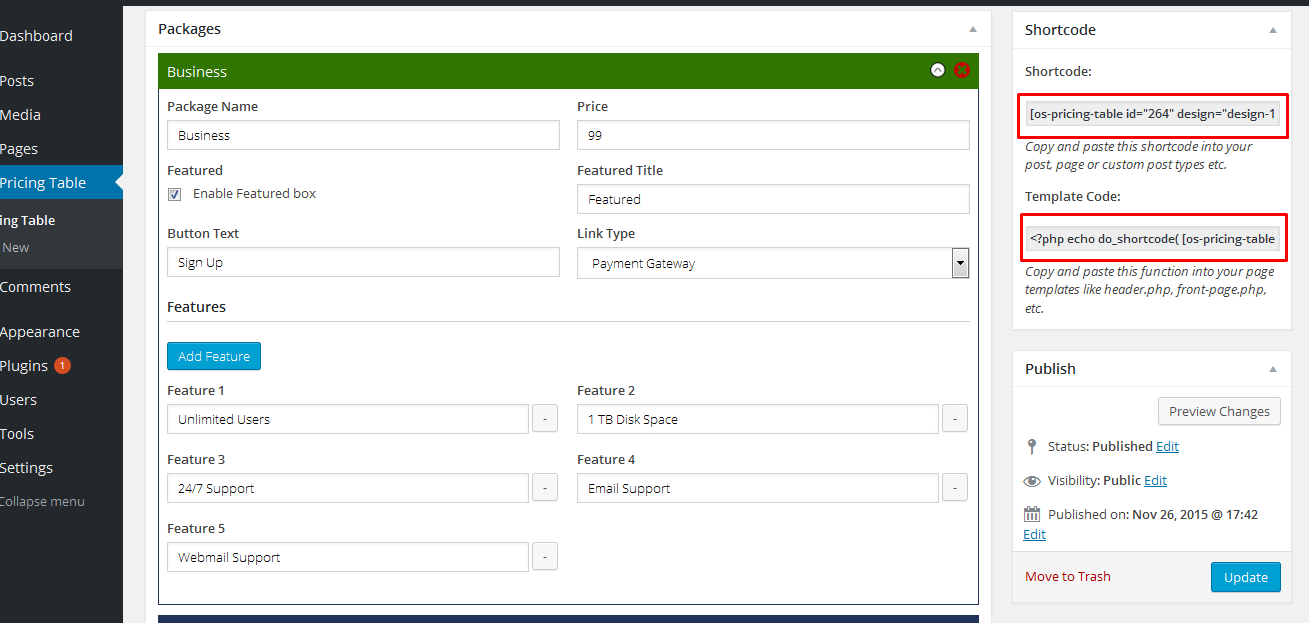 Dashboard
Posts
Media
Pages
Pricing Table
ing Table
New
Comments
Appearance
Plugins 1
Users
Tools
Settings
Collapse menu
Packages
Business
Package Name
Price
Business
99
Featured
Featured Title
Enable Featured box
Featured
Button Text
Link Type
Sign Up
Payment Gateway
Features
Add Feature
Feature 1
Feature 2
Unlimited Users
-
1 TB Disk Space
-
Feature 3
Feature 4
24/7 Support
-
Email Support
-
Feature 5
Webmail Support
-
Shortcode
Shortcode:
[os-pricing-table id="264" design="design-1
Copy and paste this shortcode into your
post, page or custom post types etc.
Template Code:
<?php echo do_shortcode( [os-pricing-table
Copy and paste this function into your page
templates like header.php, front-page.php,
etc.
Publish
Preview Changes
Status: Published Edit
Visibility: Public Edit
Published on: Nov 26, 2015 @ 17:42
Edit
Move to Trash
Update